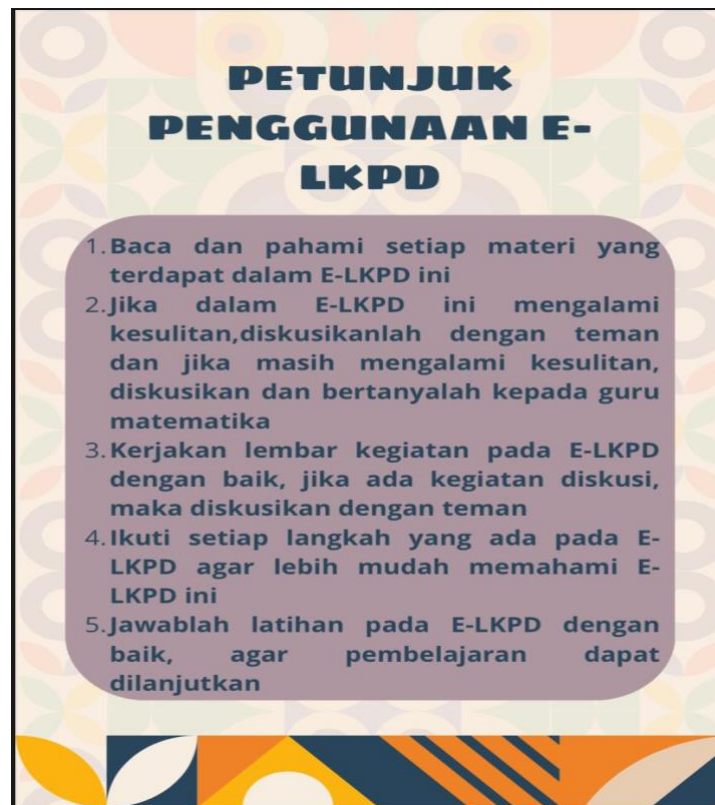 PETUNJUK
PENGGUNAAN E-
LKPD
1. Baca dan pahami setiap materi yang
terdapat dalam E-LKPD ini
2. Jika dalam E-LKPD ini mengalami
kesulitan,diskusikanlah dengan teman
dan jika masih mengalami kesulitan,
diskusikan dan bertanyalah kepada guru
matematika
3. Kerjakan lembar kegiatan pada E-LKPD
dengan baik, jika ada kegiatan diskusi,
maka diskusikan dengan teman
4. Ikuti setiap langkah yang ada pada E-
LKPD agar lebih mudah memahami E-
LKPD ini
5. Jawablah latihan pada E-LKPD dengan
baik, agar pembelajaran dapat
dilanjutkan